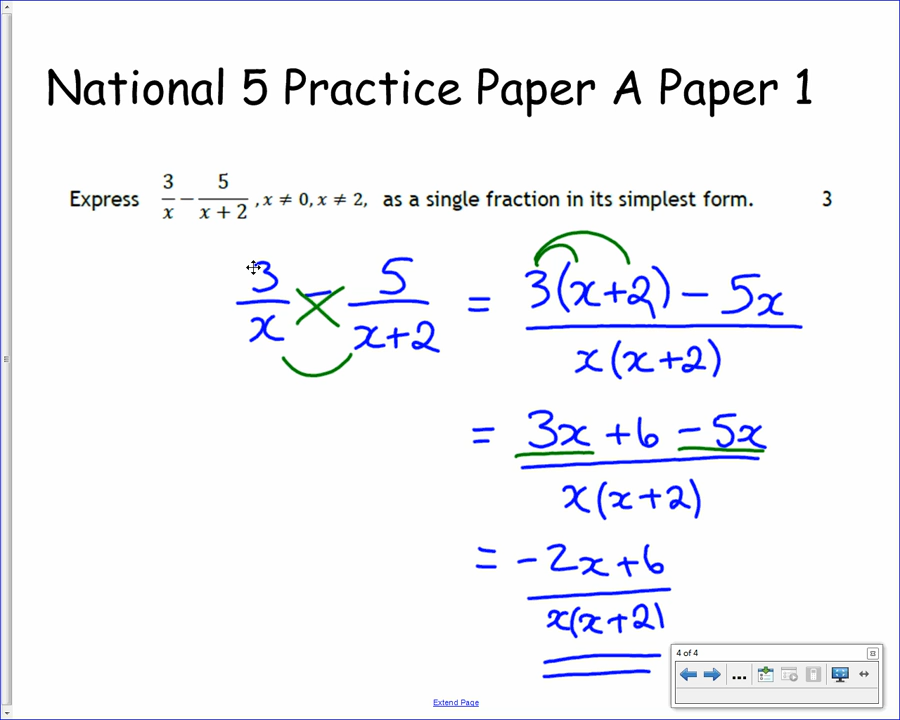 National 5 Practice Paper A Paper 1
Express 3/x − 5/(x + 2) , x ≠ 0, x ≠ 2, as a single fraction in its simplest form. 3
3/x − 5/(x+2) = (3(x+2) − 5x)/(x(x+2))
= (3x +6 − 5x)/(x(x+2))
= (-2x+6)/(x(x+2))
4 of 4
...
Extend Page